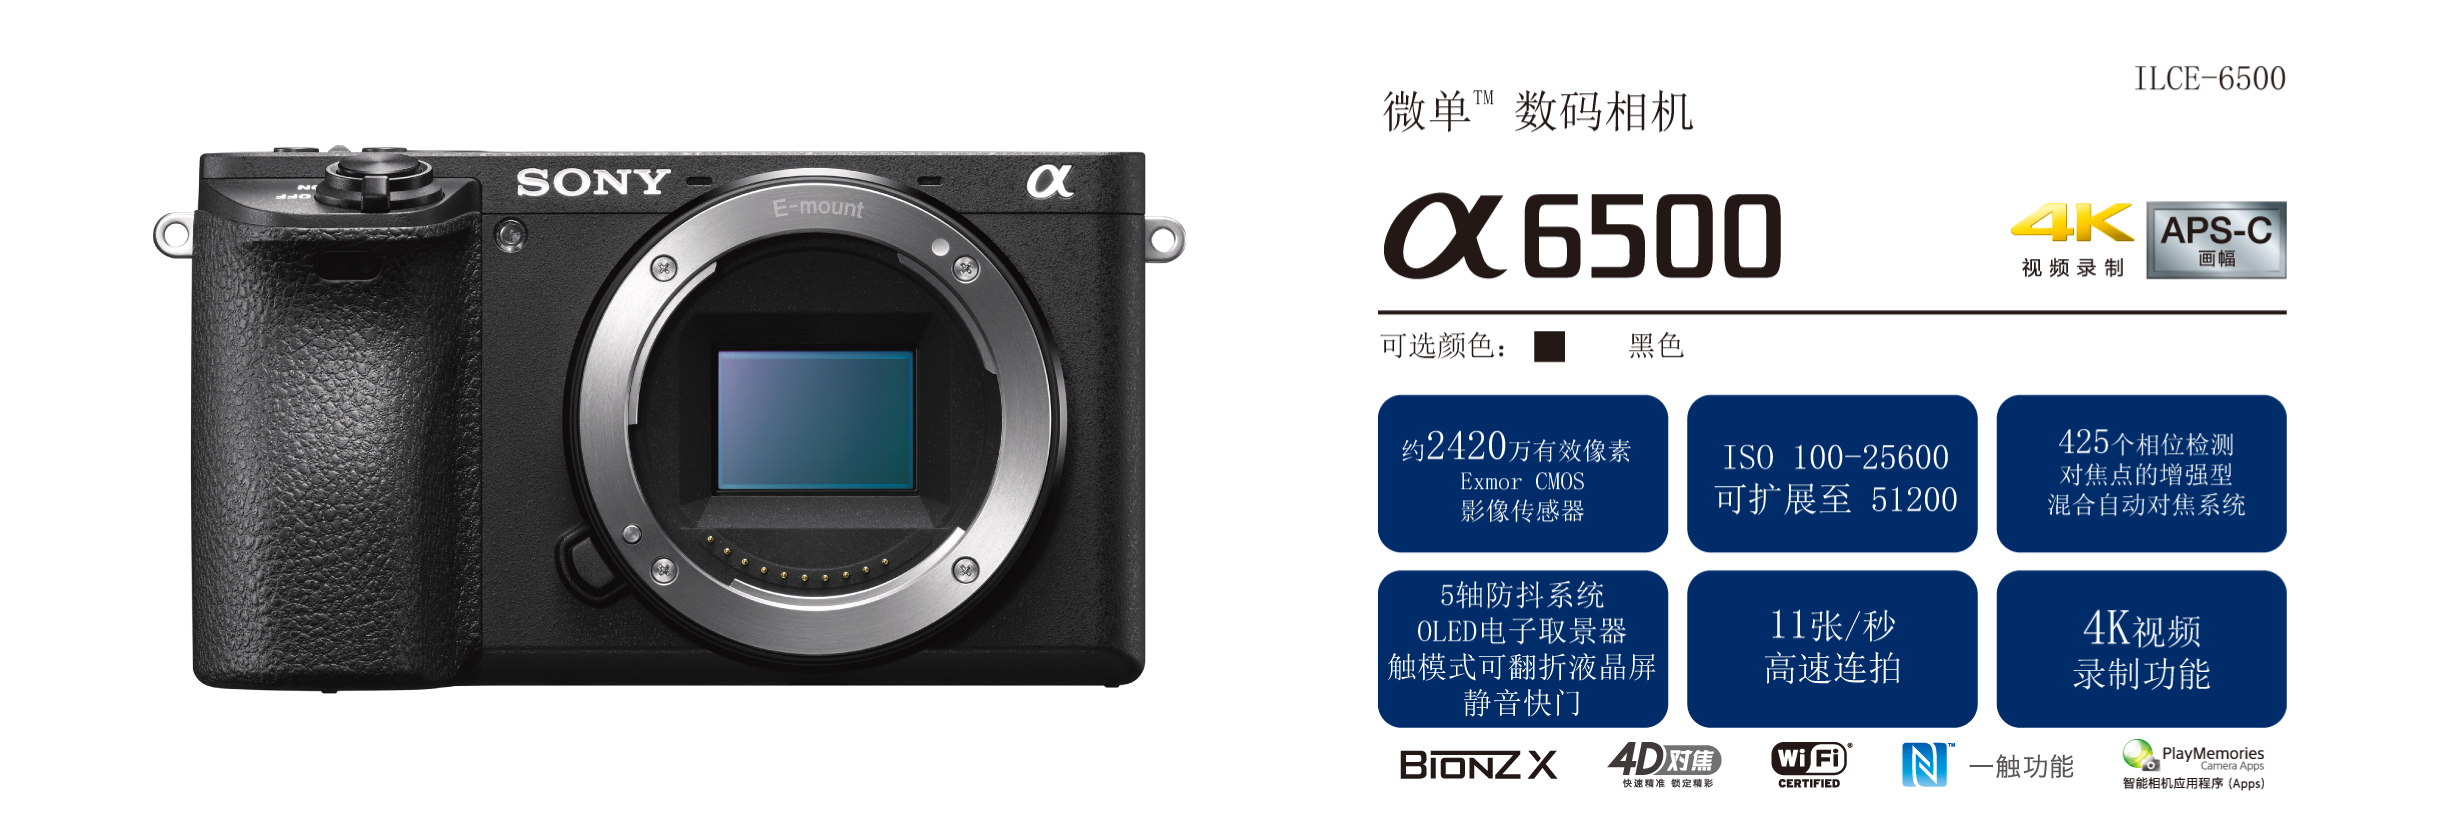 SONY
α
E-mount
ON
OFF
ILCE-6500
微单™ 数码相机
α6500
4K
视频录制
APS-C
画幅
可选颜色： 黑色
约2420万有效像素
Exmor CMOS
影像传感器
ISO 100-25600
可扩展至 51200
425个相位检测
对焦点的增强型
混合自动对焦系统
5轴防抖系统
OLED电子取景器
触模式可翻折液晶屏
静音快门
11张/秒
高速连拍
4K视频
录制功能
BIONZ X
4D对焦
快速精准 锁定精彩
Wi Fi®
CERTIFIED
N™
一触功能
PlayMemories
Camera Apps
智能相机应用程序 (Apps)